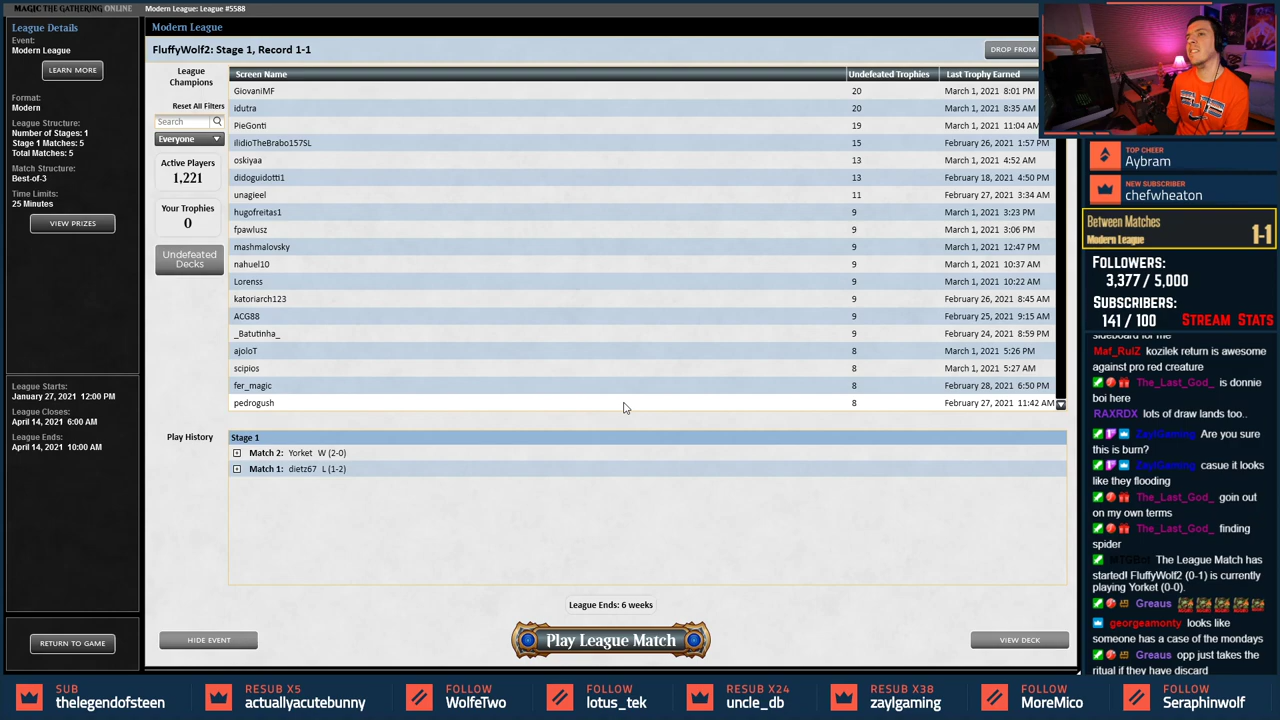 MAGIC THE GATHERING ONLINE
Modern League: League #5588
League Details
Event:
Modern League
LEARN MORE
Format:
Modern
League Structure:
Number of Stages: 1
Stage 1 Matches: 5
Total Matches: 5
Match Structure:
Best-of-3
Time Limits:
25 Minutes
VIEW PRIZES
League Starts:
January 27, 2021 12:00 PM
League Closes:
April 14, 2021 6:00 AM
League Ends:
April 14, 2021 10:00 AM
RETURN TO GAME
Modern League
FluffyWolf2: Stage 1, Record 1-1
DROP FROM
League Champions
Reset All Filters
Search
Everyone
Active Players
1,221
Your Trophies
0
Undefeated Decks
Screen Name Undefeated Trophies Last Trophy Earned
GiovaniMF 20 March 1, 2021 8:01 PM
idutra 20 March 1, 2021 8:35 AM
PieGonti 19 March 1, 2021 11:04 AM
ilidioTheBrabo157SL 15 February 26, 2021 1:57 PM
oskiyaa 13 March 1, 2021 4:52 AM
didoguidotti1 13 February 18, 2021 4:50 PM
unagieel 11 February 27, 2021 3:34 AM
hugofreitas1 9 March 1, 2021 3:23 PM
fpawlusz 9 March 1, 2021 3:06 PM
mashmalovsky 9 March 1, 2021 12:47 PM
nahuel10 9 March 1, 2021 10:37 AM
Lorenss 9 March 1, 2021 10:22 AM
katoriarch123 9 February 26, 2021 8:45 AM
ACG88 9 February 25, 2021 9:15 AM
_Batutinha_ 9 February 24, 2021 8:59 PM
ajoloT 8 March 1, 2021 5:26 PM
scipios 8 March 1, 2021 5:27 AM
fer_magic 8 February 28, 2021 6:50 PM
pedrogush 8 February 27, 2021 11:42 AM
Play History
Stage 1
Match 2: Yorket W (2-0)
Match 1: dietz67 L (1-2)
League Ends: 6 weeks
HIDE EVENT
Play League Match
VIEW DECK
TOP CHEER
Aybram
NEW SUBSCRIBER
chefwheaton
Between Matches
Modern League 1-1
Followers:
3,377 / 5,000
Subscribers:
141 / 100 Stream Stats
sideboard for me
Maf_RulZ kozilek return is awesome
against pro red creature
The_Last_God_ is donnie
boi here
RAXRDX lots of draw lands too..
ZaylGaming Are you sure
this is burn?
ZaylGaming casue it looks
like they flooding
The_Last_God_ goin out
on my own terms
The_Last_God_ finding
spider
MTGBot The League Match has
started! FluffyWolf2 (0-1) is currently
playing Yorket (0-0).
Greaus
georgeamonty looks like
someone has a case of the mondays
Greaus opp just takes the
ritual if they have discard
SUB
thelegendofsteen
RESUB X5
actuallyacutebunny
FOLLOW
WolfeTwo
FOLLOW
lotus_tek
RESUB X24
uncle_db
RESUB X38
zaylgaming
FOLLOW
MoreMico
FOLLOW
Seraphinwolf